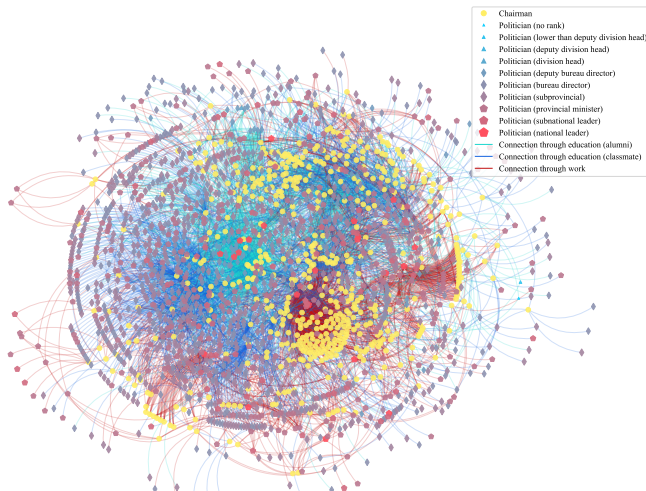 Chairman
Politician (no rank)
Politician (lower than deputy division head)
Politician (deputy division head)
Politician (division head)
Politician (deputy bureau director)
Politician (bureau director)
Politician (subprovincial)
Politician (provincial minister)
Politician (subnational leader)
Politician (national leader)
Connection through education (alumni)
Connection through education (classmate)
Connection through work